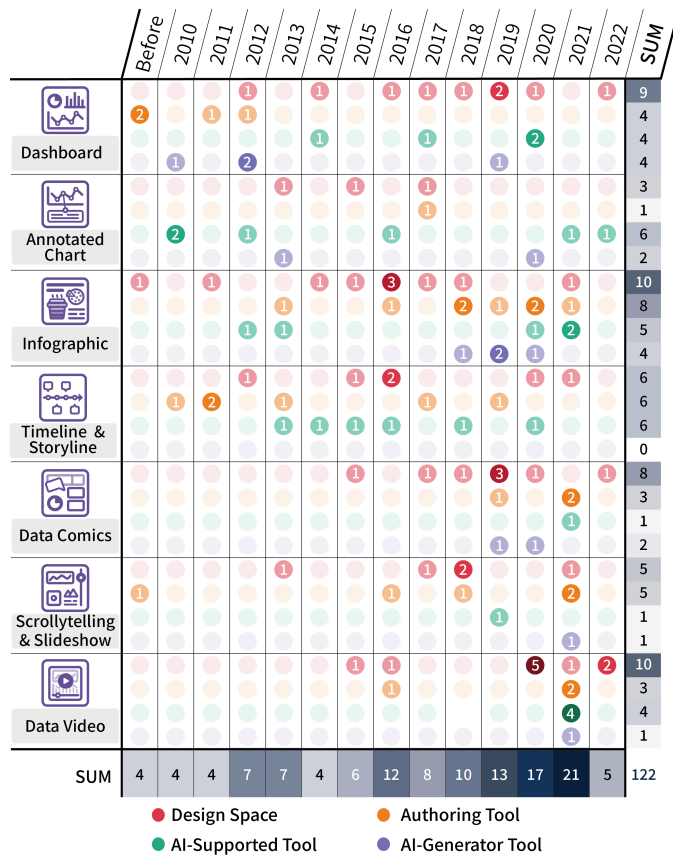 Before 2010 2011 2012 2013 2014 2015 2016 2017 2018 2019 2020 2021 2022 SUM
1 1 1 1 1 2 1 1 9
2 1 1 4
1 1 2 4
Dashboard
1 2 1 4
1 1 1 3
1 1
Annotated
2 1 1 1 1 6
Chart
1 1 2
1 1 1 1 3 1 1 1 10
1 1 2 1 2 1 8
1 1 1 2 5
Infographic
1 2 1 4
1 1 2 1 1 6
1 2 1 1 1 6
Timeline &
1 1 1 1 1 1 6
Storyline
0
1 1 1 3 1 1 8
1 2 3
1 1
Data Comics
1 1 2
1 1 2 1 5
1 1 1 2 5
Scrollytelling
1 1
& Slideshow
1 1
1 1 5 1 2 10
1 2 3
4 4
Data Video
1 1
SUM 4 4 4 7 7 4 6 12 8 10 13 17 21 5 122
Design Space Authoring Tool
AI-Supported Tool AI-Generator Tool